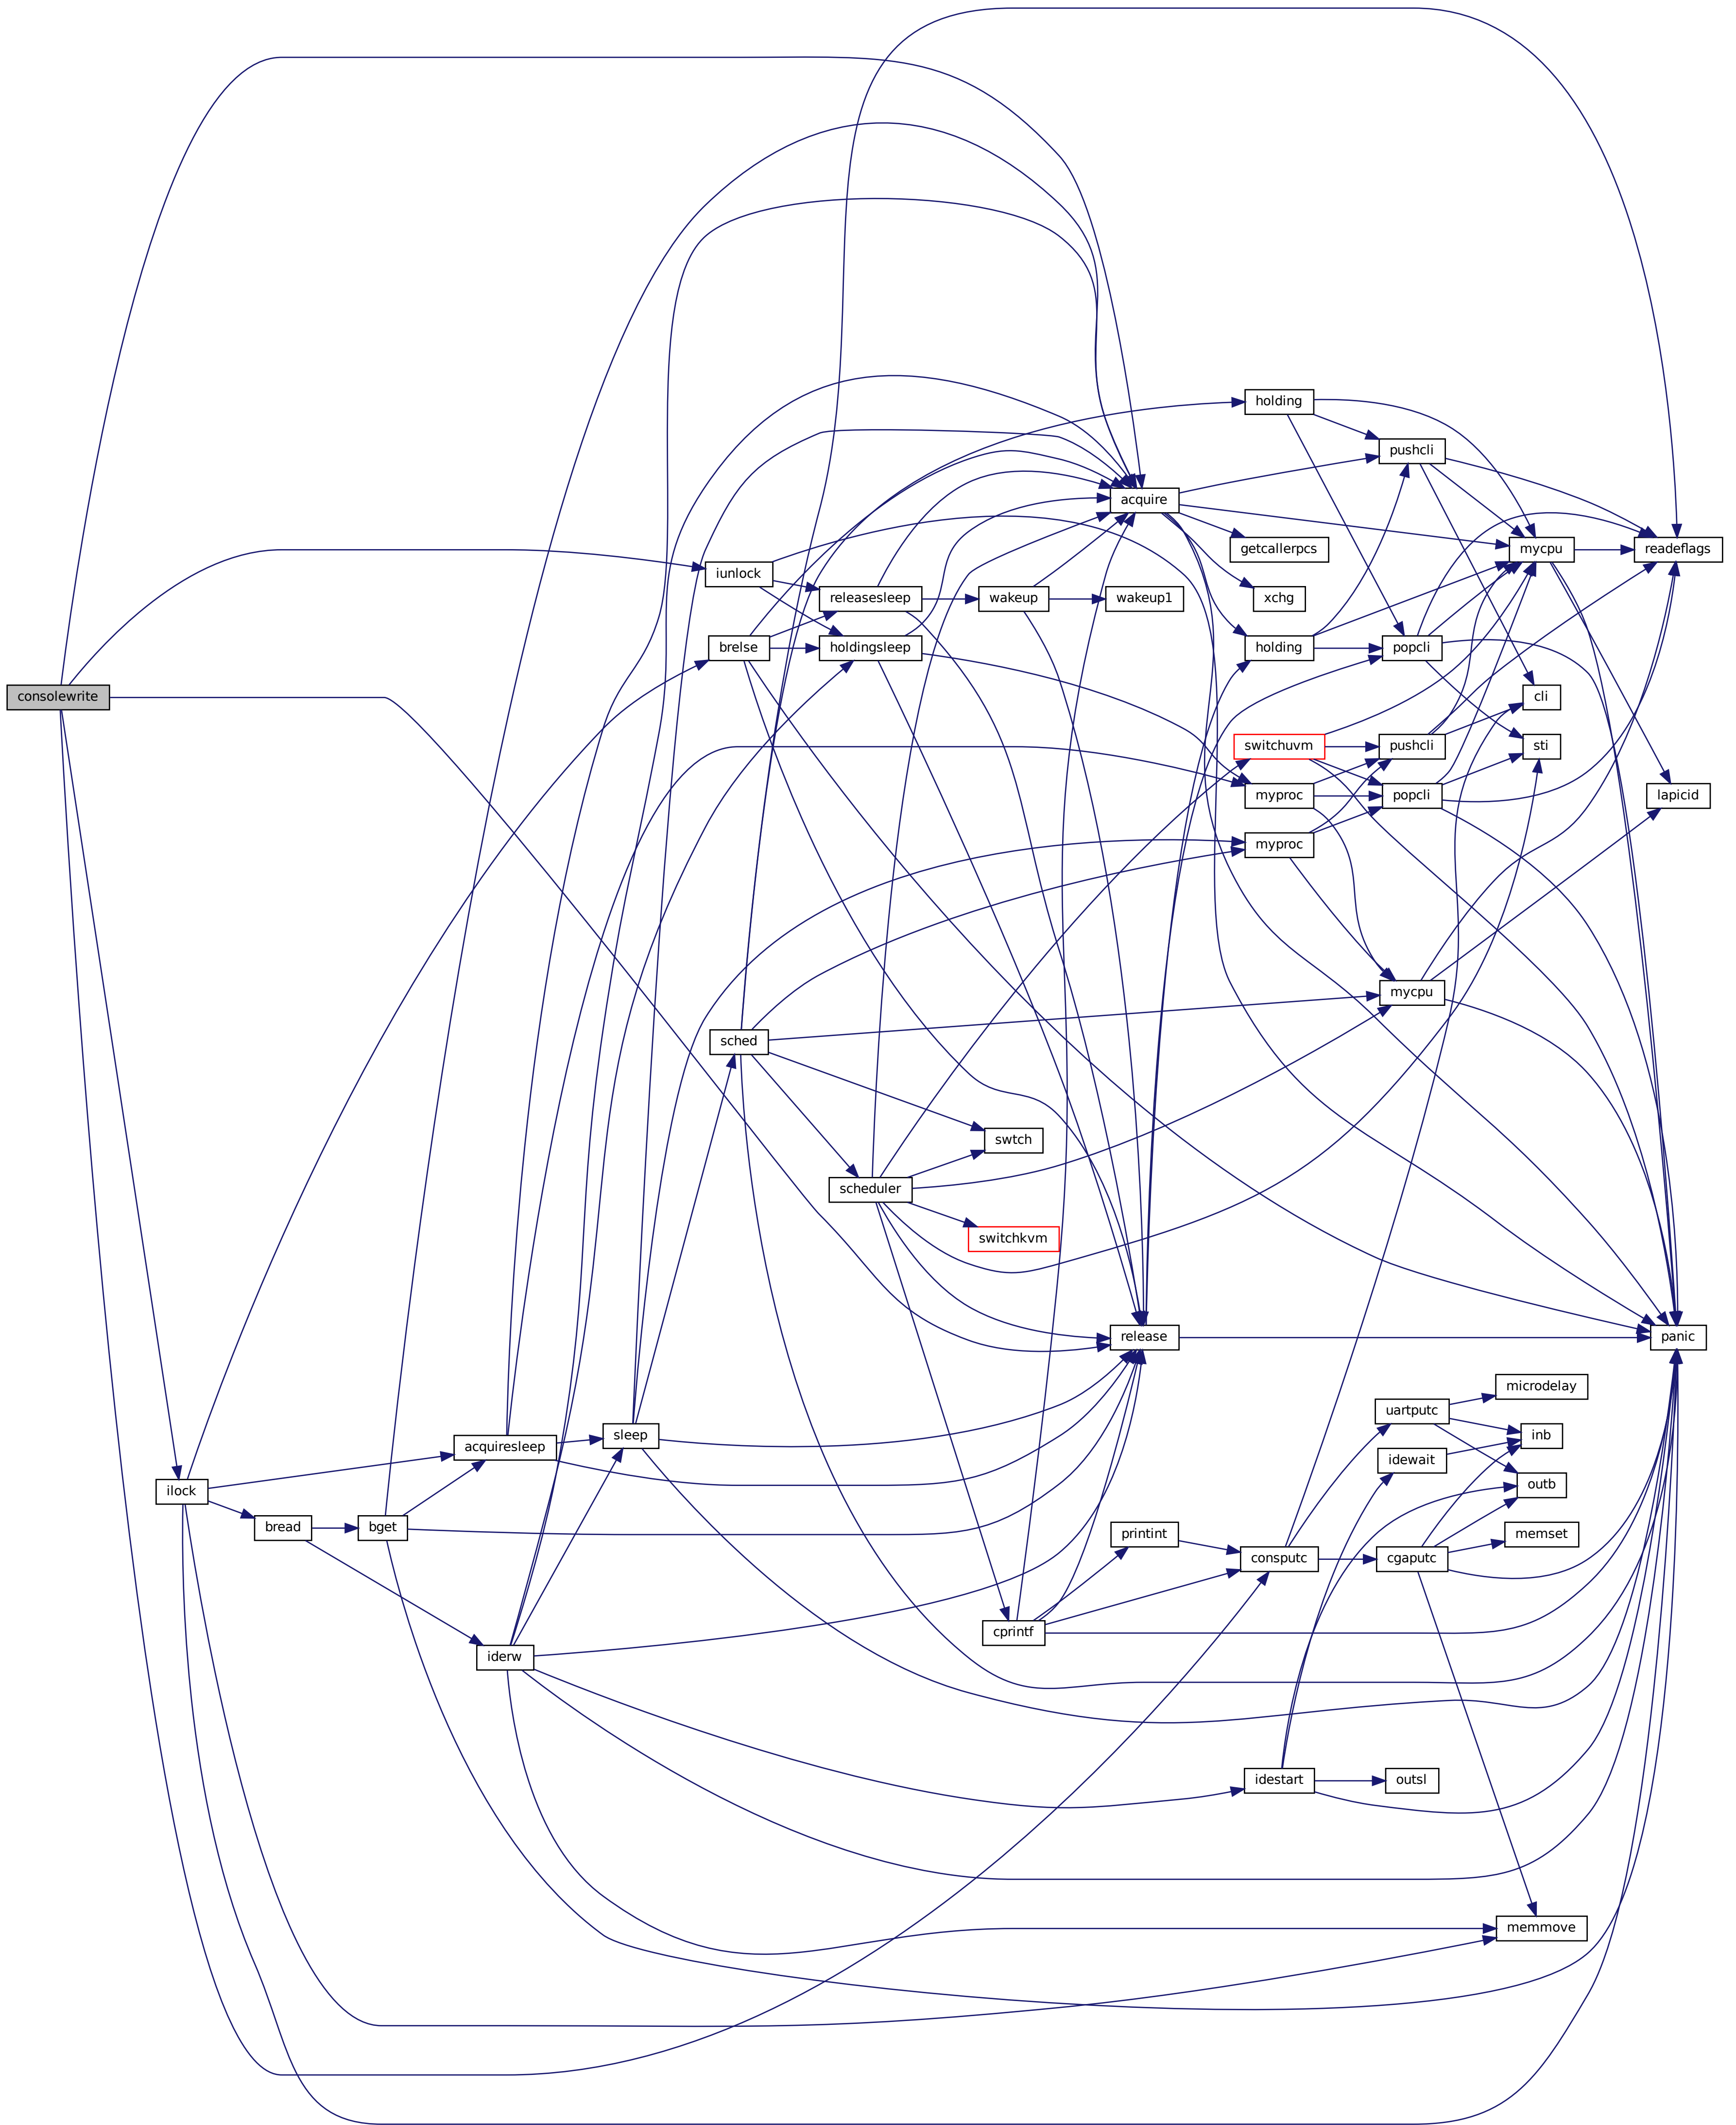 holding
pushcli
acquire
getcallerpcs
mycpu
readeflags
iunlock
releasesleep
wakeup
wakeup1
xchg
brelse
holdingsleep
holding
popcli
consolewrite
cli
switchuvm
pushcli
sti
myproc
popcli
lapicid
myproc
mycpu
sched
swtch
scheduler
switchkvm
release
panic
microdelay
uartputc
sleep
inb
acquiresleep
idewait
ilock
outb
bread
bget
printint
memset
consputc
cgaputc
cprintf
iderw
idestart
outsl
memmove